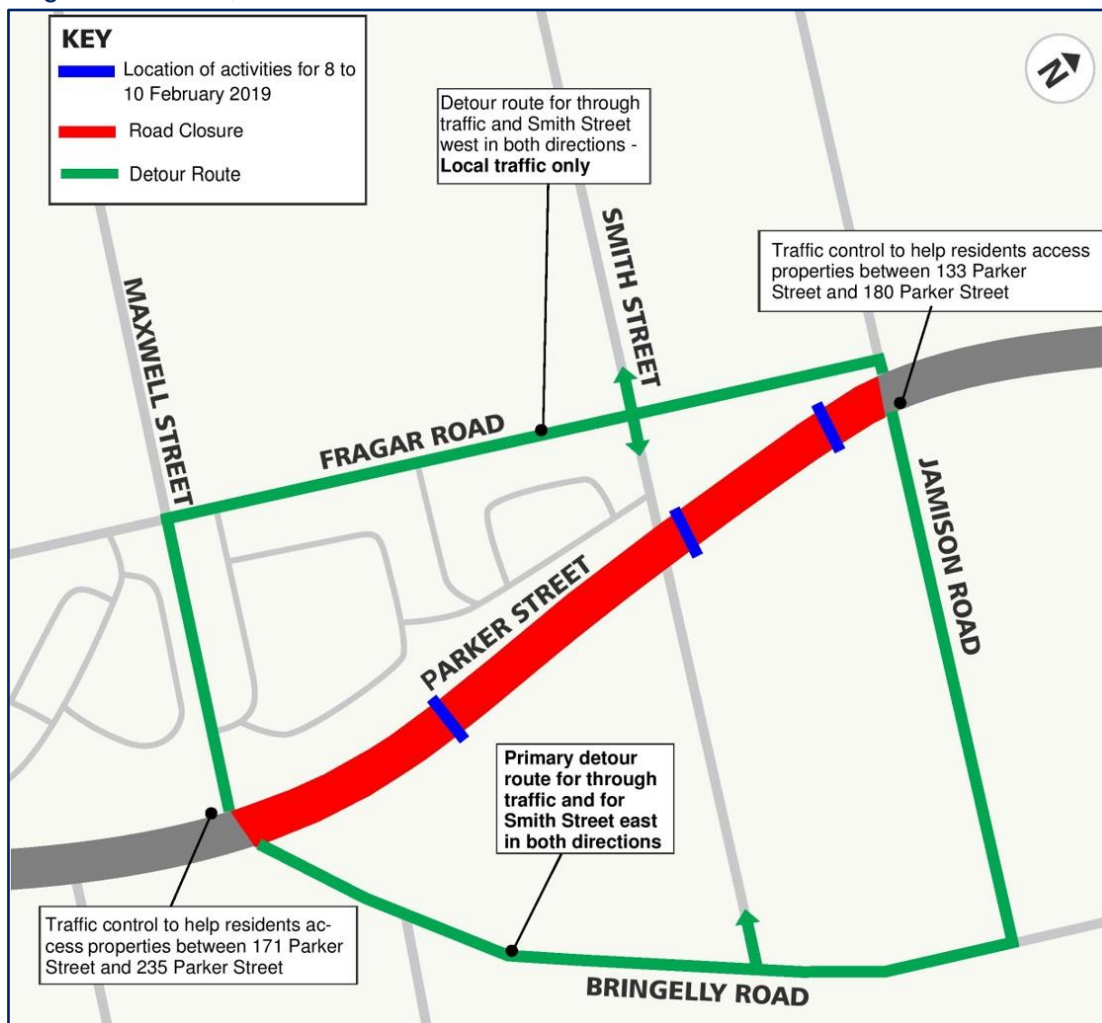 KEY
Location of activities for 8 to
10 February 2019
Road Closure
Detour Route
N
Detour route for through
traffic and Smith Street
west in both directions -
Local traffic only
Traffic control to help residents access
properties between 133 Parker
Street and 180 Parker Street
SMITH STREET
MAXWELL STREET
FRAGAR ROAD
JAMISON ROAD
PARKER STREET
Primary detour
route for through
traffic and for
Smith Street east
in both directions
Traffic control to help residents ac-
cess properties between 171 Parker
Street and 235 Parker Street
BRINGELLY ROAD